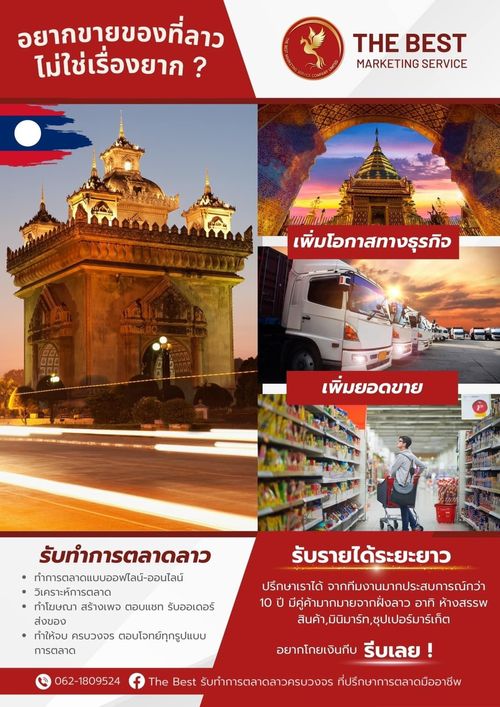 อยากขายของที่ลาว
ไม่ใช่เรื่องยาก ?
THE BEST
MARKETING SERVICE
เพิ่มโอกาสทางธุรกิจ
เพิ่มยอดขาย
รับทำการตลาดลาว
• ทำการตลาดแบบออฟไลน์-ออนไลน์
• วิเคราะห์การตลาด
• ทำโฆษณา สร้างเพจ ตอบแชท รับออเดอร์
ส่งของ
• ทำให้จบ ครบวงจร ตอบโจทย์ทุกรูปแบบ
การตลาด
รับรายได้ระยะยาว
ปรึกษาเราได้ จากทีมงานมากประสบการณ์กว่า
10 ปี มีคู่ค้ามากมายจากฝั่งลาว อาทิ ห้างสรรพ
สินค้า,มินิมาร์ท,ซุปเปอร์มาร์เก็ต
อยากโกยเงินกีบ รีบเลย !
062-1809524
The Best รับทำการตลาดลาวครบวงจร ที่ปรึกษาการตลาดมืออาชีพ